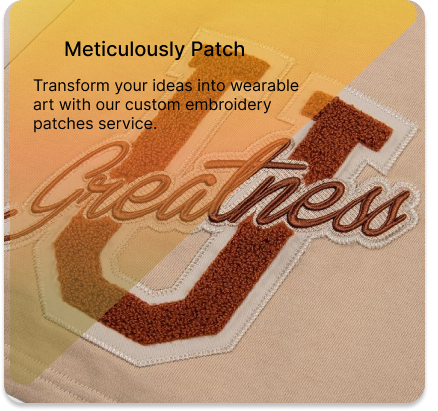 Meticulously Patch
Transform your ideas into wearable
art with our custom embroidery
patches service.
U
Greatness